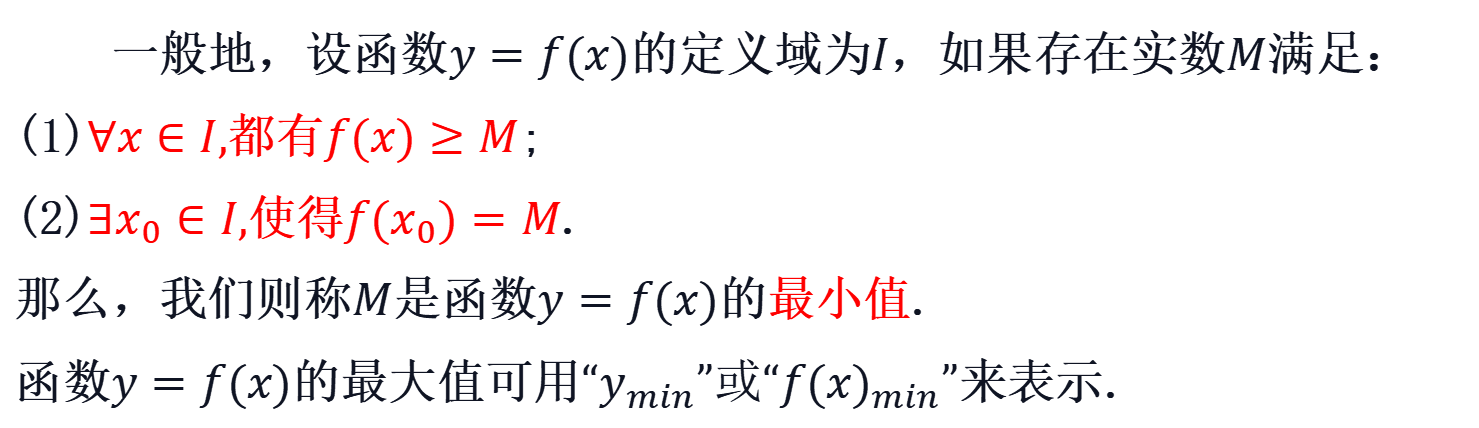 一般地，设函数y = f(x)的定义域为I，如果存在实数M满足：
(1)∀x ∈ I,都有f(x) ≥ M;
(2)∃x₀ ∈ I,使得f(x₀) = M.
那么，我们则称M是函数y = f(x)的最小值.
函数y = f(x)的最大值可用“y_{min}”或“f(x)_{min}”来表示.